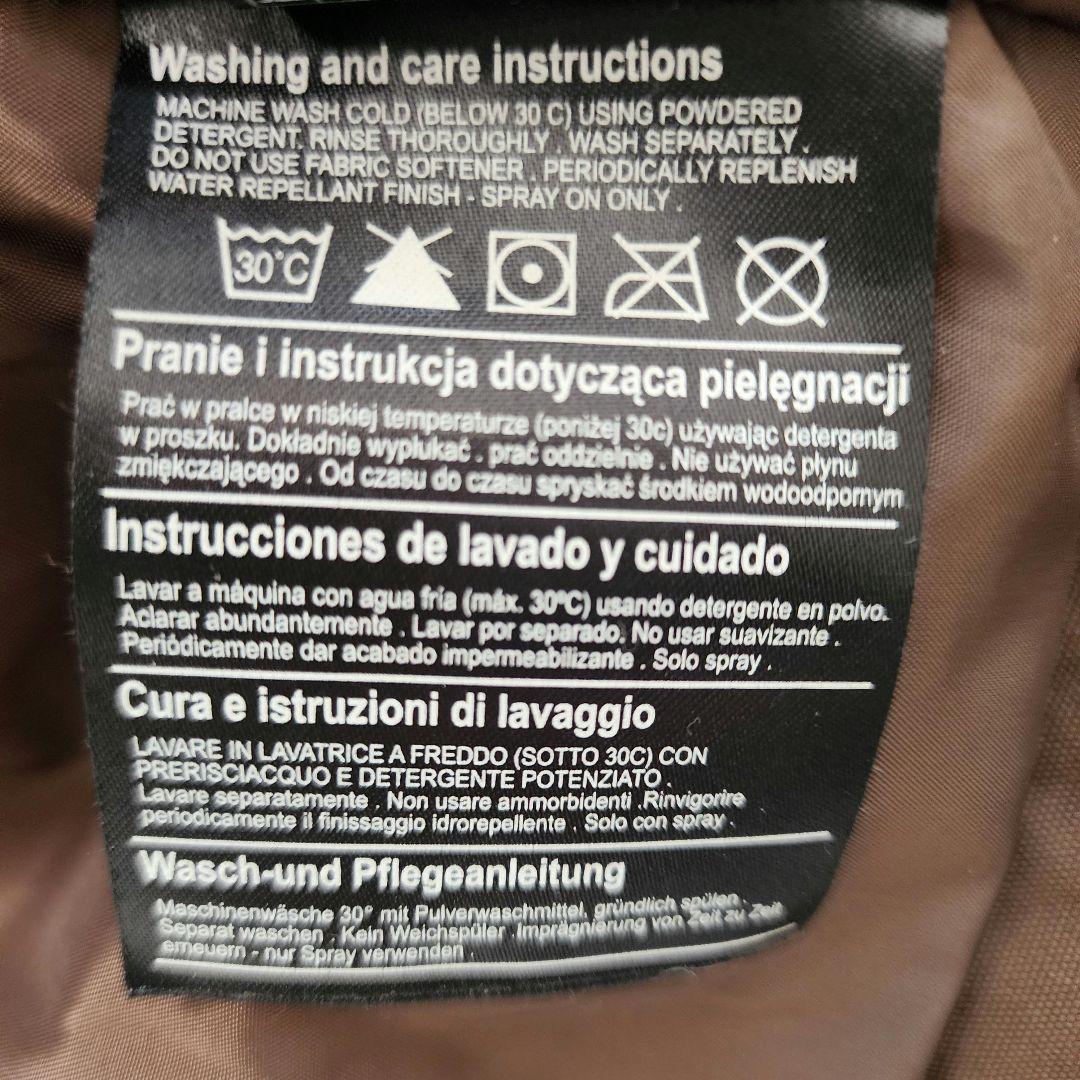 Washing and care instructions
MACHINE WASH COLD (BELOW 30 C) USING POWDERED
DETERGENT. RINSE THOROUGHLY . WASH SEPARATELY .
DO NOT USE FABRIC SOFTENER . PERIODICALLY REPLENISH
WATER REPELLANT FINISH - SPRAY ON ONLY .
30°C
Pranie i instrukcja dotycząca pielęgnacji
Prać w pralce w niskiej temperaturze (poniżej 30c) używając detergenta
w proszku. Dokładnie wypłukać . prać oddzielnie . Nie używać płynu
zmiękczającego . Od czasu do czasu spryskać środkiem wodoodpornym
Instrucciones de lavado y cuidado
Lavar a máquina con agua fria (máx. 30ºC) usando detergente en polvo.
Aclarar abundantemente . Lavar por separado. No usar suavizante .
Periódicamente dar acabado impermeabilizante . Solo spray .
Cura e istruzioni di lavaggio
LAVARE IN LAVATRICE A FREDDO (SOTTO 30C) CON
PRERISCIACQUO E DETERGENTE POTENZIATO .
Lavare separatamente . Non usare ammorbidenti .Rinvigorire
periodicamente il finissaggio idrorepellente . Solo con spray .
Wasch-und Pflegeanleitung
Maschinenwäsche 30° mit Pulverwaschmittel, gründlich spülen .
Separat waschen . Kein Weichspüler .Imprägnierung von Zeit zu Zeit
erneuern - nur Spray verwenden .